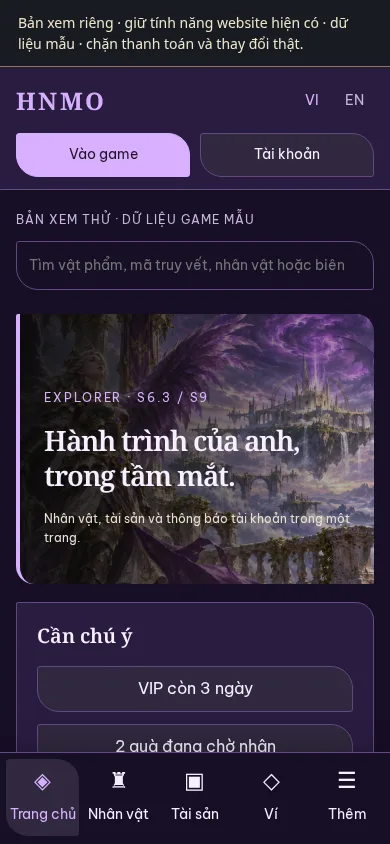 Bản xem riêng · giữ tính năng website hiện có · dữ
liệu mẫu · chặn thanh toán và thay đổi thật.
HNMO
VI EN
Vào game Tài khoản
BẢN XEM THỬ · DỮ LIỆU GAME MẪU
Tìm vật phẩm, mã truy vết, nhân vật hoặc biên
EXPLORER · S6.3 / S9
Hành trình của anh,
trong tầm mắt.
Nhân vật, tài sản và thông báo tài khoản trong một
trang.
Cần chú ý
VIP còn 3 ngày
2 quà đang chờ nhận
Trang chủ Nhân vật Tài sản Ví Thêm